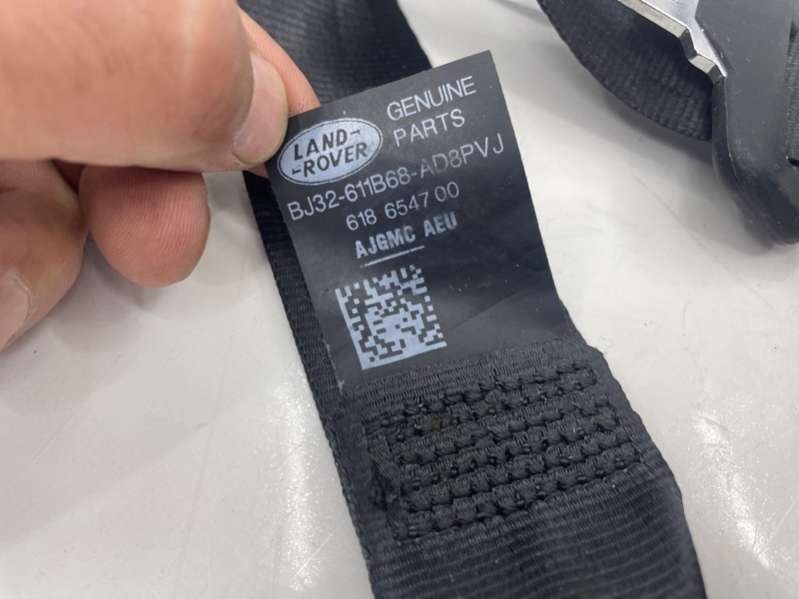 LAND-
-ROVER
GENUINE
PARTS
BJ32-611B68-AD8PVJ
618 6547 00
AJGMC AEU